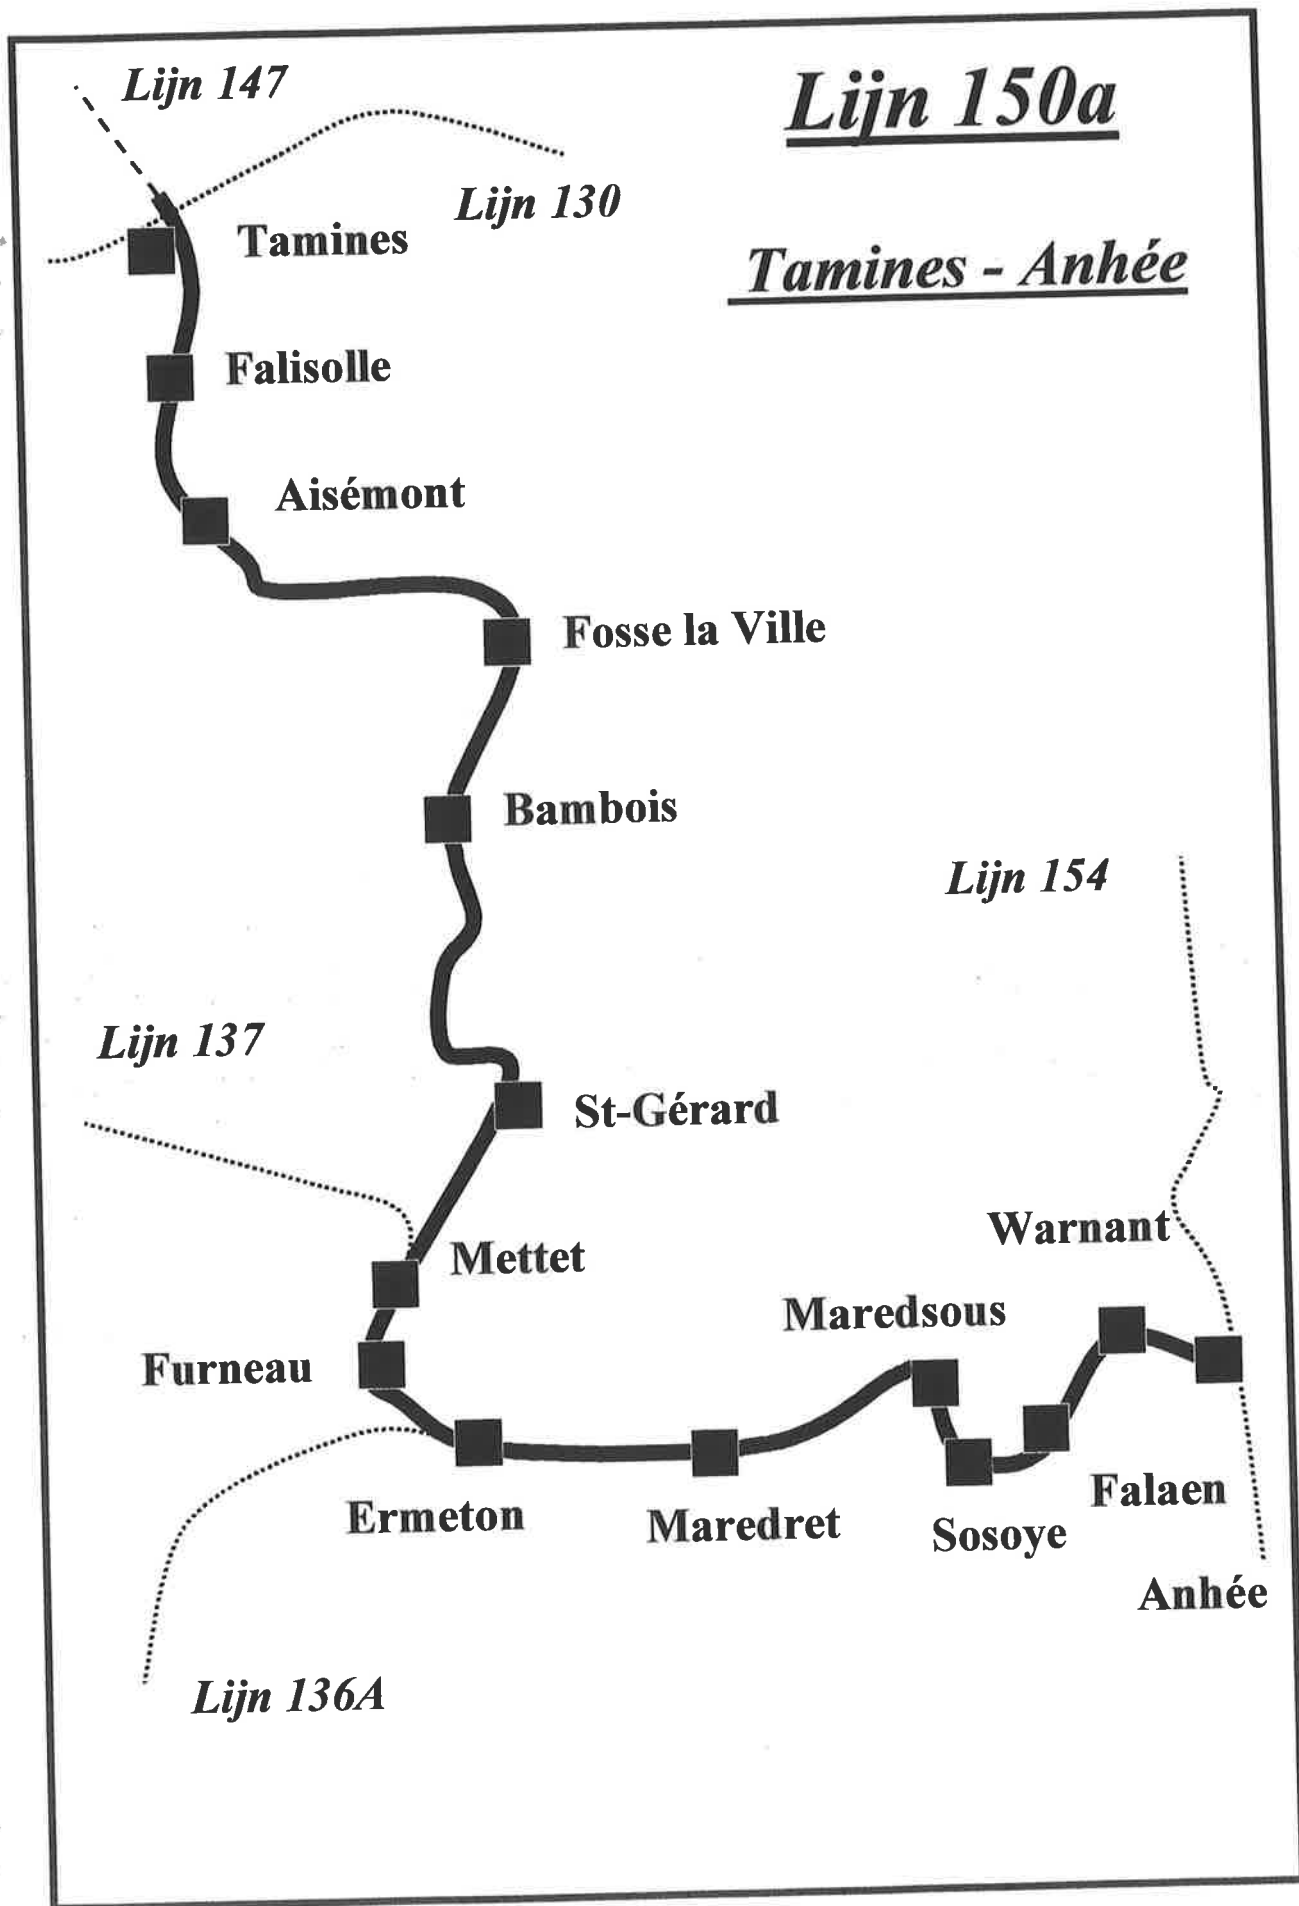 Lijn 147
Lijn 150a
Lijn 130
Tamines
Tamines - Anhée
Falisolle
Aisémont
Fosse la Ville
Bambois
Lijn 154
Lijn 137
St-Gérard
Warnant
Mettet
Maredsous
Furneau
Falaen
Ermeton
Maredret
Sosoye
Anhée
Lijn 136A